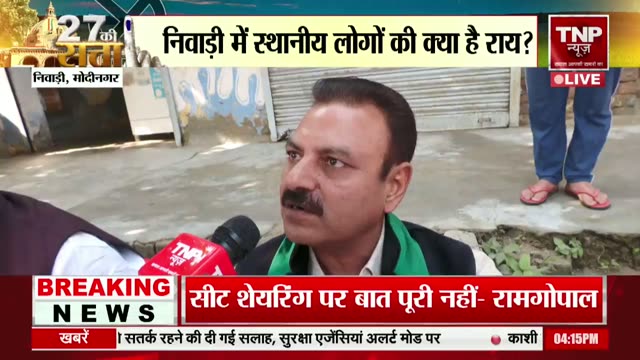 27 की
सत्ता
निवाड़ी में स्थानीय लोगों की क्या है राय?
TNP
न्यूज़
LIVE
निवाड़ी, मोदीनगर
TNP
न्यूज़
BREAKING
NEWS
सीट शेयरिंग पर बात पूरी नहीं- रामगोपाल
खबरें
सतर्क रहने की दी गई सलाह, सुरक्षा एजेंसियां अलर्ट मोड पर
काशी
04:15PM